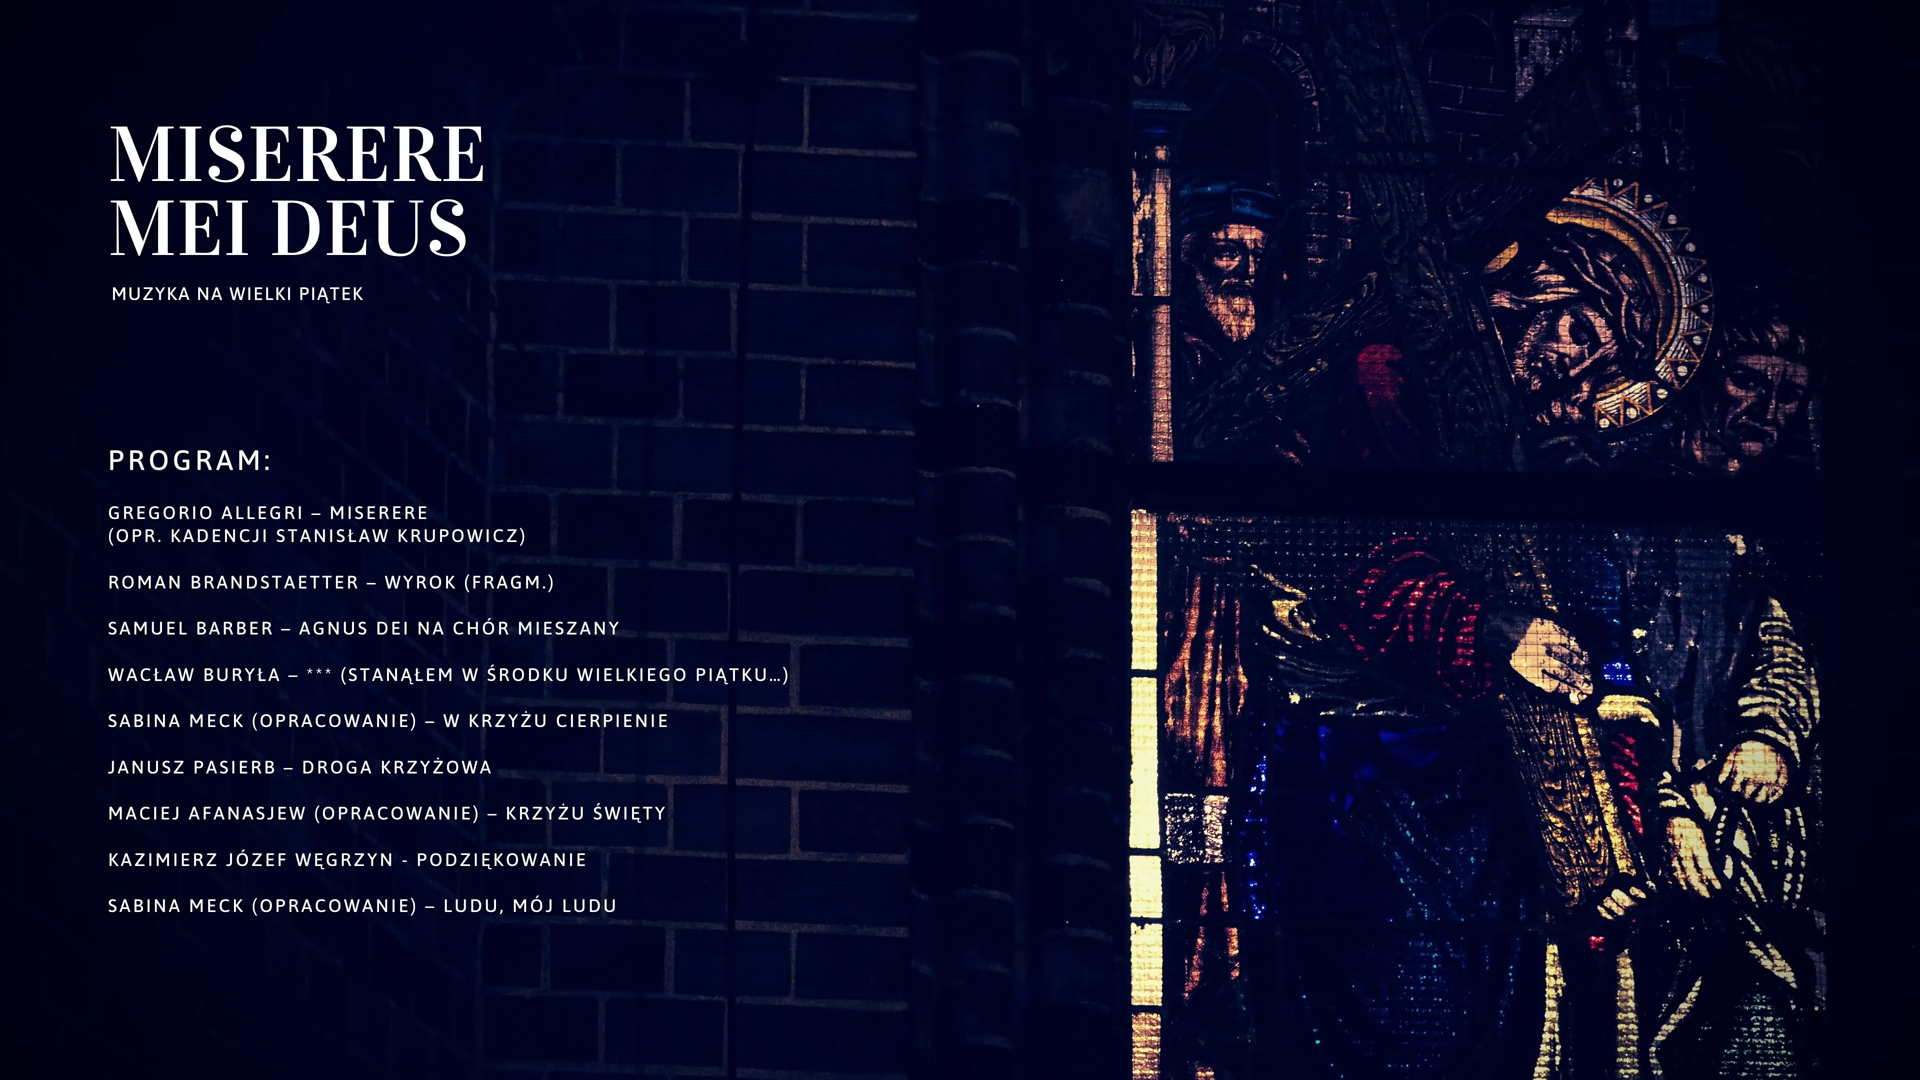 MISERERE
MEI DEUS
MUZYKA NA WIELKI PIĄTEK
PROGRAM:
GREGORIO ALLEGRI – MISERERE
(OPR. KADENCJI STANISŁAW KRUPOWICZ)
ROMAN BRANDSTAETTER – WYROK (FRAGM.)
SAMUEL BARBER – AGNUS DEI NA CHÓR MIESZANY
WACŁAW BURYŁA – *** (STANĄŁEM W ŚRODKU WIELKIEGO PIĄTKU…)
SABINA MECK (OPRACOWANIE) – W KRZYŻU CIERPIENIE
JANUSZ PASIERB – DROGA KRZYŻOWA
MACIEJ AFANASJEW (OPRACOWANIE) – KRZYŻU ŚWIĘTY
KAZIMIERZ JÓZEF WĘGRZYN - PODZIĘKOWANIE
SABINA MECK (OPRACOWANIE) – LUDU, MÓJ LUDU